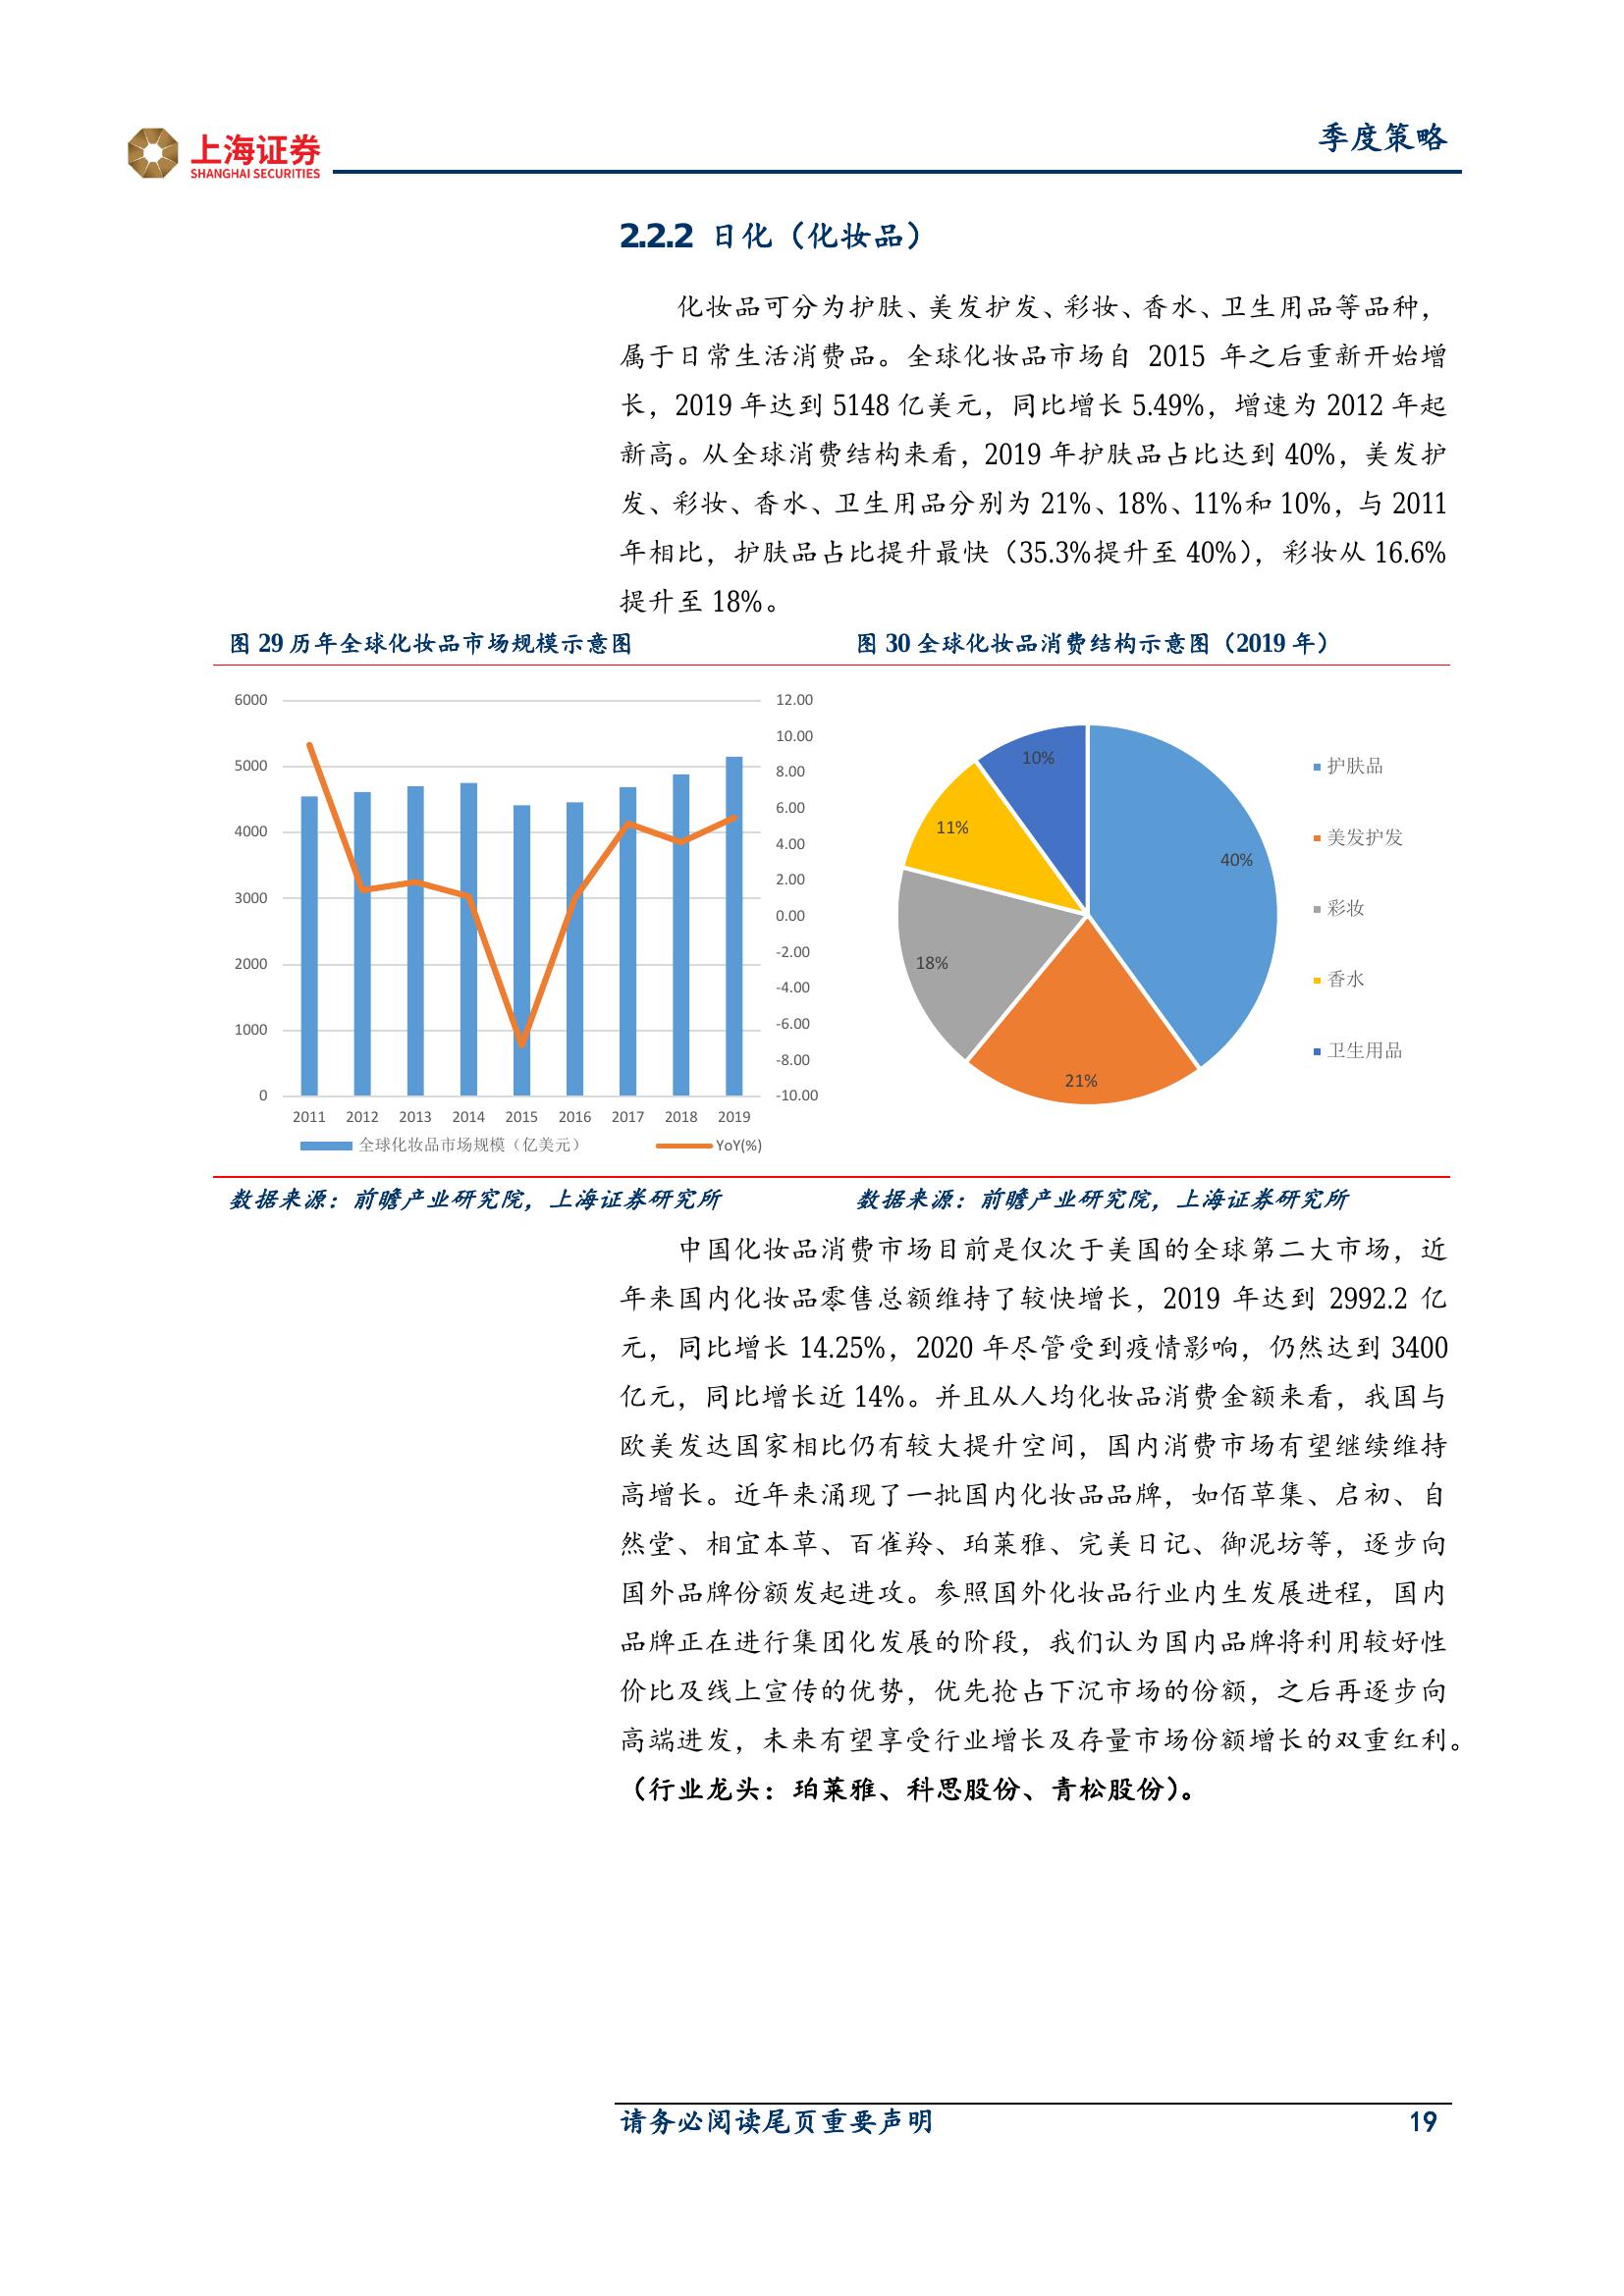 上海证券
SHANGHAI SECURITIES
季度策略
2.2.2 日化（化妆品）
化妆品可分为护肤、美发护发、彩妆、香水、卫生用品等品种，
属于日常生活消费品。全球化妆品市场自 2015 年之后重新开始增
长，2019 年达到 5148 亿美元，同比增长 5.49%，增速为 2012 年起
新高。从全球消费结构来看，2019 年护肤品占比达到 40%，美发护
发、彩妆、香水、卫生用品分别为 21%、18%、11%和 10%，与 2011
年相比，护肤品占比提升最快（35.3%提升至 40%），彩妆从 16.6%
提升至 18%。
图 29 历年全球化妆品市场规模示意图
6000
5000
4000
3000
2000
1000
0
12.00
10.00
8.00
6.00
4.00
2.00
0.00
-2.00
-4.00
-6.00
-8.00
-10.00
2011 2012 2013 2014 2015 2016 2017 2018 2019
全球化妆品市场规模（亿美元） YoY(%)
数据来源：前瞻产业研究院，上海证券研究所
图 30 全球化妆品消费结构示意图（2019 年）
10%
11%
40%
18%
21%
护肤品
美发护发
彩妆
香水
卫生用品
数据来源：前瞻产业研究院，上海证券研究所
中国化妆品消费市场目前是仅次于美国的全球第二大市场，近
年来国内化妆品零售总额维持了较快增长，2019 年达到 2992.2 亿
元，同比增长 14.25%，2020 年尽管受到疫情影响，仍然达到 3400
亿元，同比增长近 14%。并且从人均化妆品消费金额来看，我国与
欧美发达国家相比仍有较大提升空间，国内消费市场有望继续维持
高增长。近年来涌现了一批国内化妆品品牌，如佰草集、启初、自
然堂、相宜本草、百雀羚、珀莱雅、完美日记、御泥坊等，逐步向
国外品牌份额发起进攻。参照国外化妆品行业内生发展进程，国内
品牌正在进行集团化发展的阶段，我们认为国内品牌将利用较好性
价比及线上宣传的优势，优先抢占下沉市场的份额，之后再逐步向
高端进发，未来有望享受行业增长及存量市场份额增长的双重红利。
（行业龙头：珀莱雅、科思股份、青松股份）。
请务必阅读尾页重要声明 19